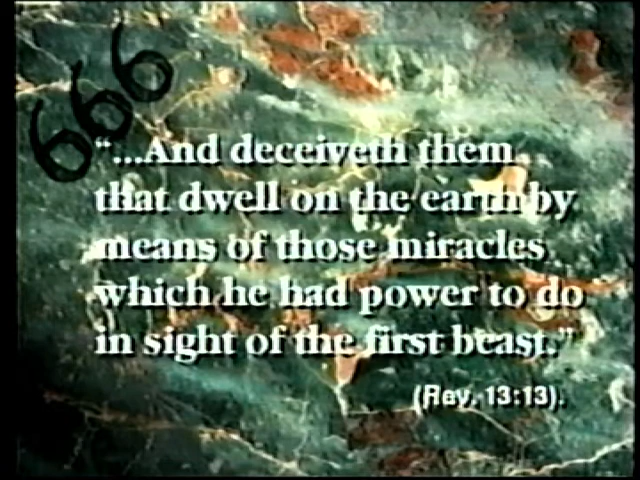 666
"...And deceiveth them
that dwell on the earth by
means of those miracles
which he had power to do
in sight of the first beast."
(Rev. 13:13).